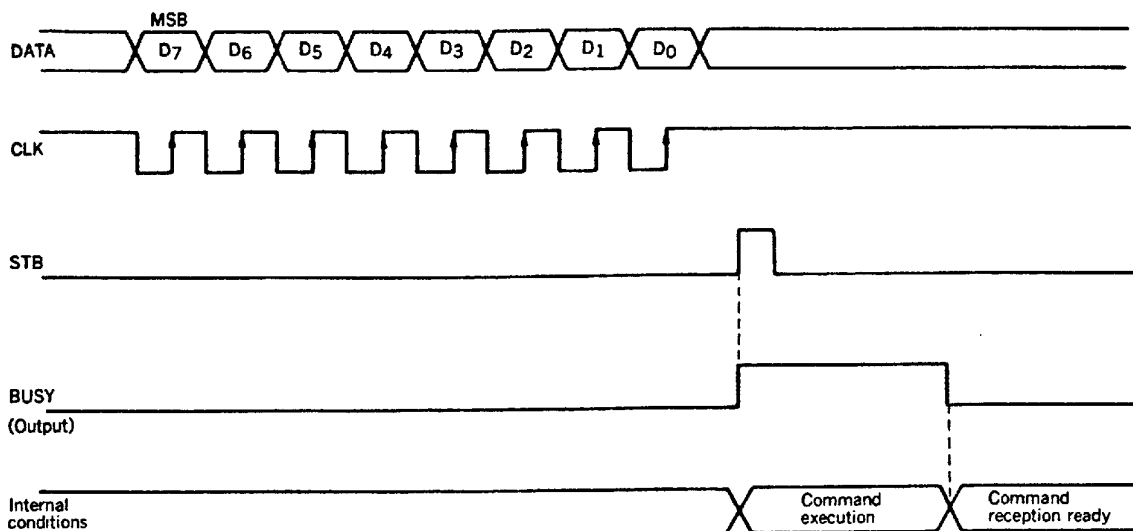 MSB
DATA D7 D6 D5 D4 D3 D2 D1 D0
CLK
STB
BUSY
(Output)
Internal
conditions
Command
execution
Command
reception ready